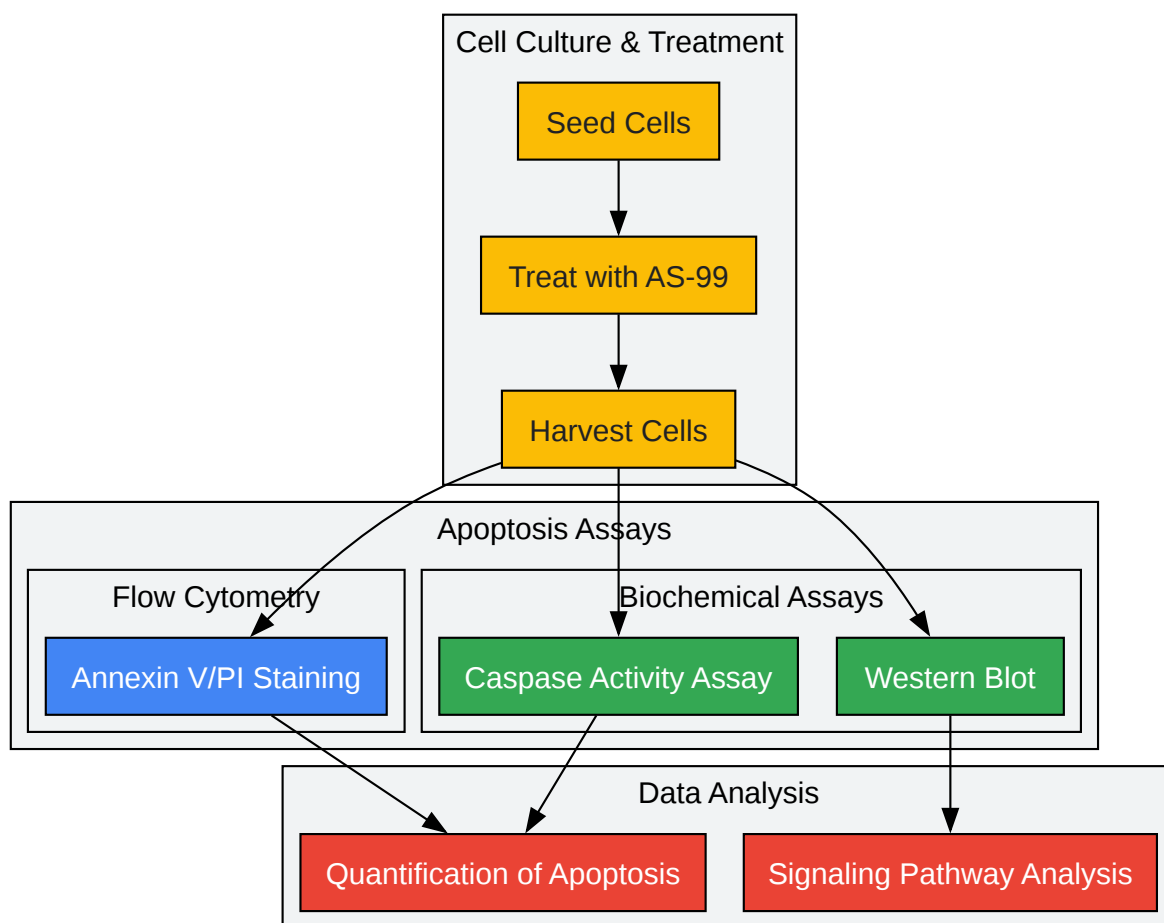 Cell Culture & Treatment
Seed Cells
Treat with AS-99
Harvest Cells
Apoptosis Assays
Flow Cytometry
Biochemical Assays
Annexin V/PI Staining
Caspase Activity Assay
Western Blot
Data Analysis
Quantification of Apoptosis
Signaling Pathway Analysis